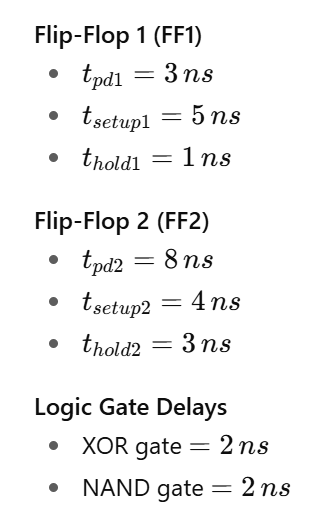 Flip-Flop 1 (FF1)
• t_{pd1} = 3 ns
• t_{setup1} = 5 ns
• t_{hold1} = 1 ns
Flip-Flop 2 (FF2)
• t_{pd2} = 8 ns
• t_{setup2} = 4 ns
• t_{hold2} = 3 ns
Logic Gate Delays
• XOR gate = 2 ns
• NAND gate = 2 ns